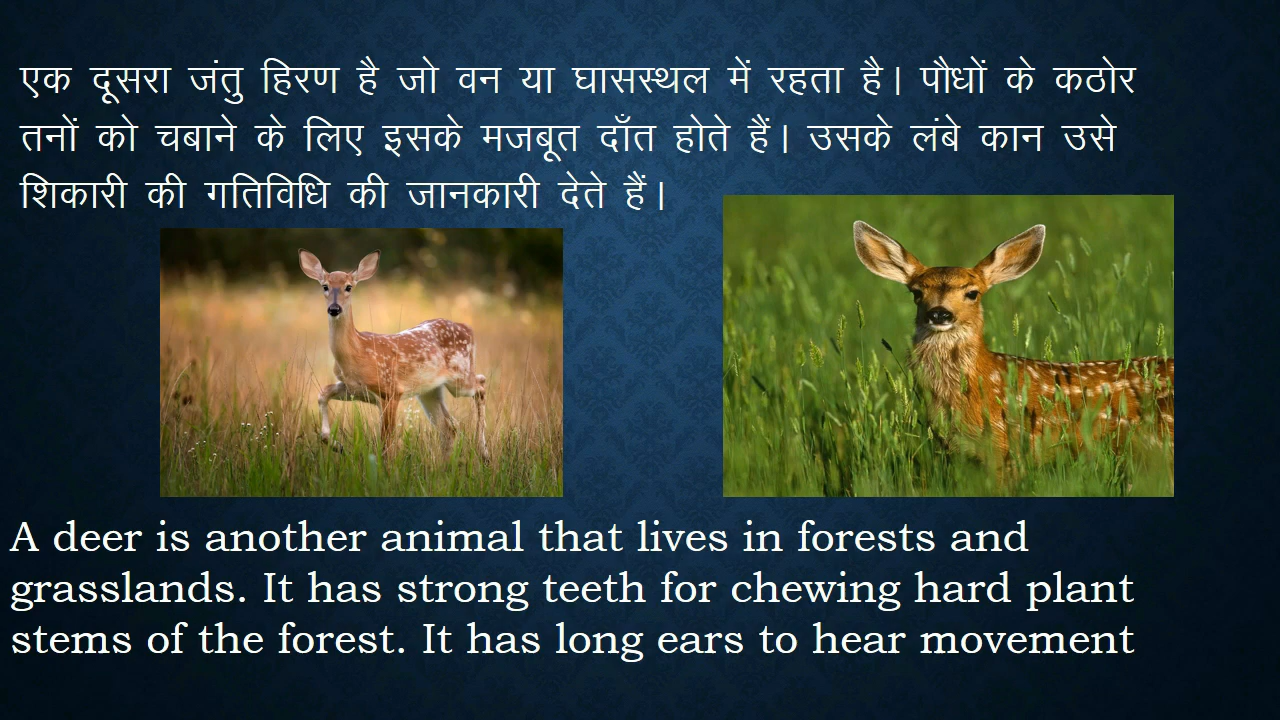 एक दूसरा जंतु हिरण है जो वन या घासस्थल में रहता है। पौधों के कठोर
तनों को चबाने के लिए इसके मजबूत दाँत होते हैं। उसके लंबे कान उसे
शिकारी की गतिविधि की जानकारी देते हैं।
A deer is another animal that lives in forests and
grasslands. It has strong teeth for chewing hard plant
stems of the forest. It has long ears to hear movement